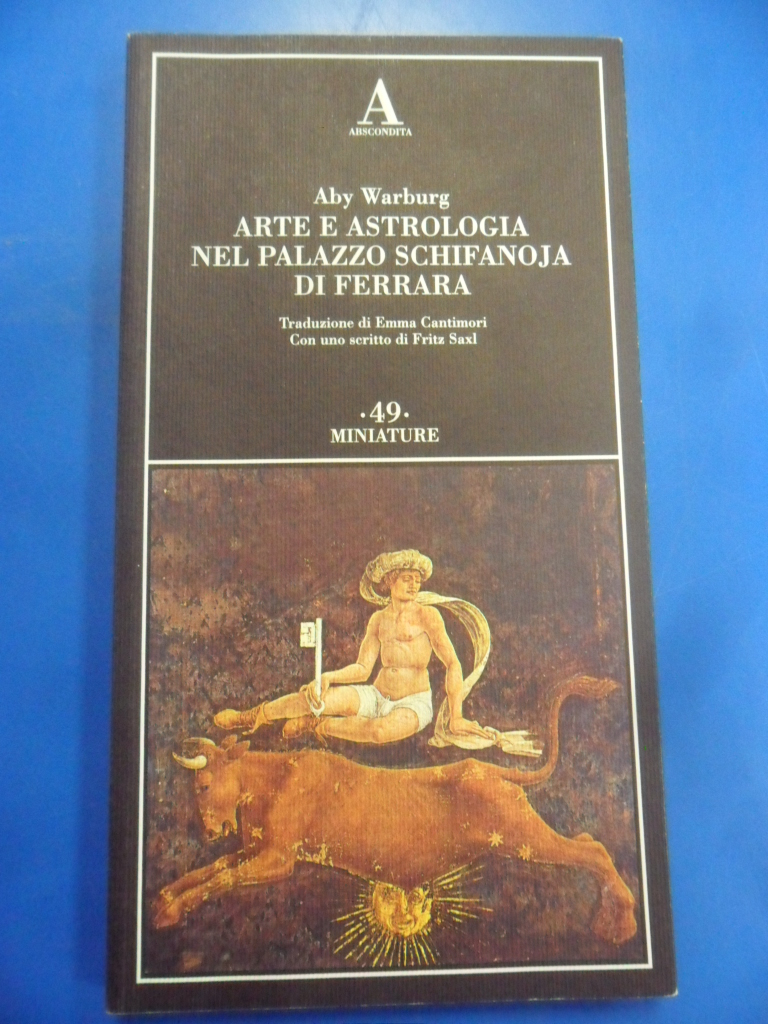 A
ABSCONDITA
Aby Warburg
ARTE E ASTROLOGIA
NEL PALAZZO SCHIFANOJA
DI FERRARA
Traduzione di Emma Cantimori
Con uno scritto di Fritz Saxl
·49·
MINIATURE